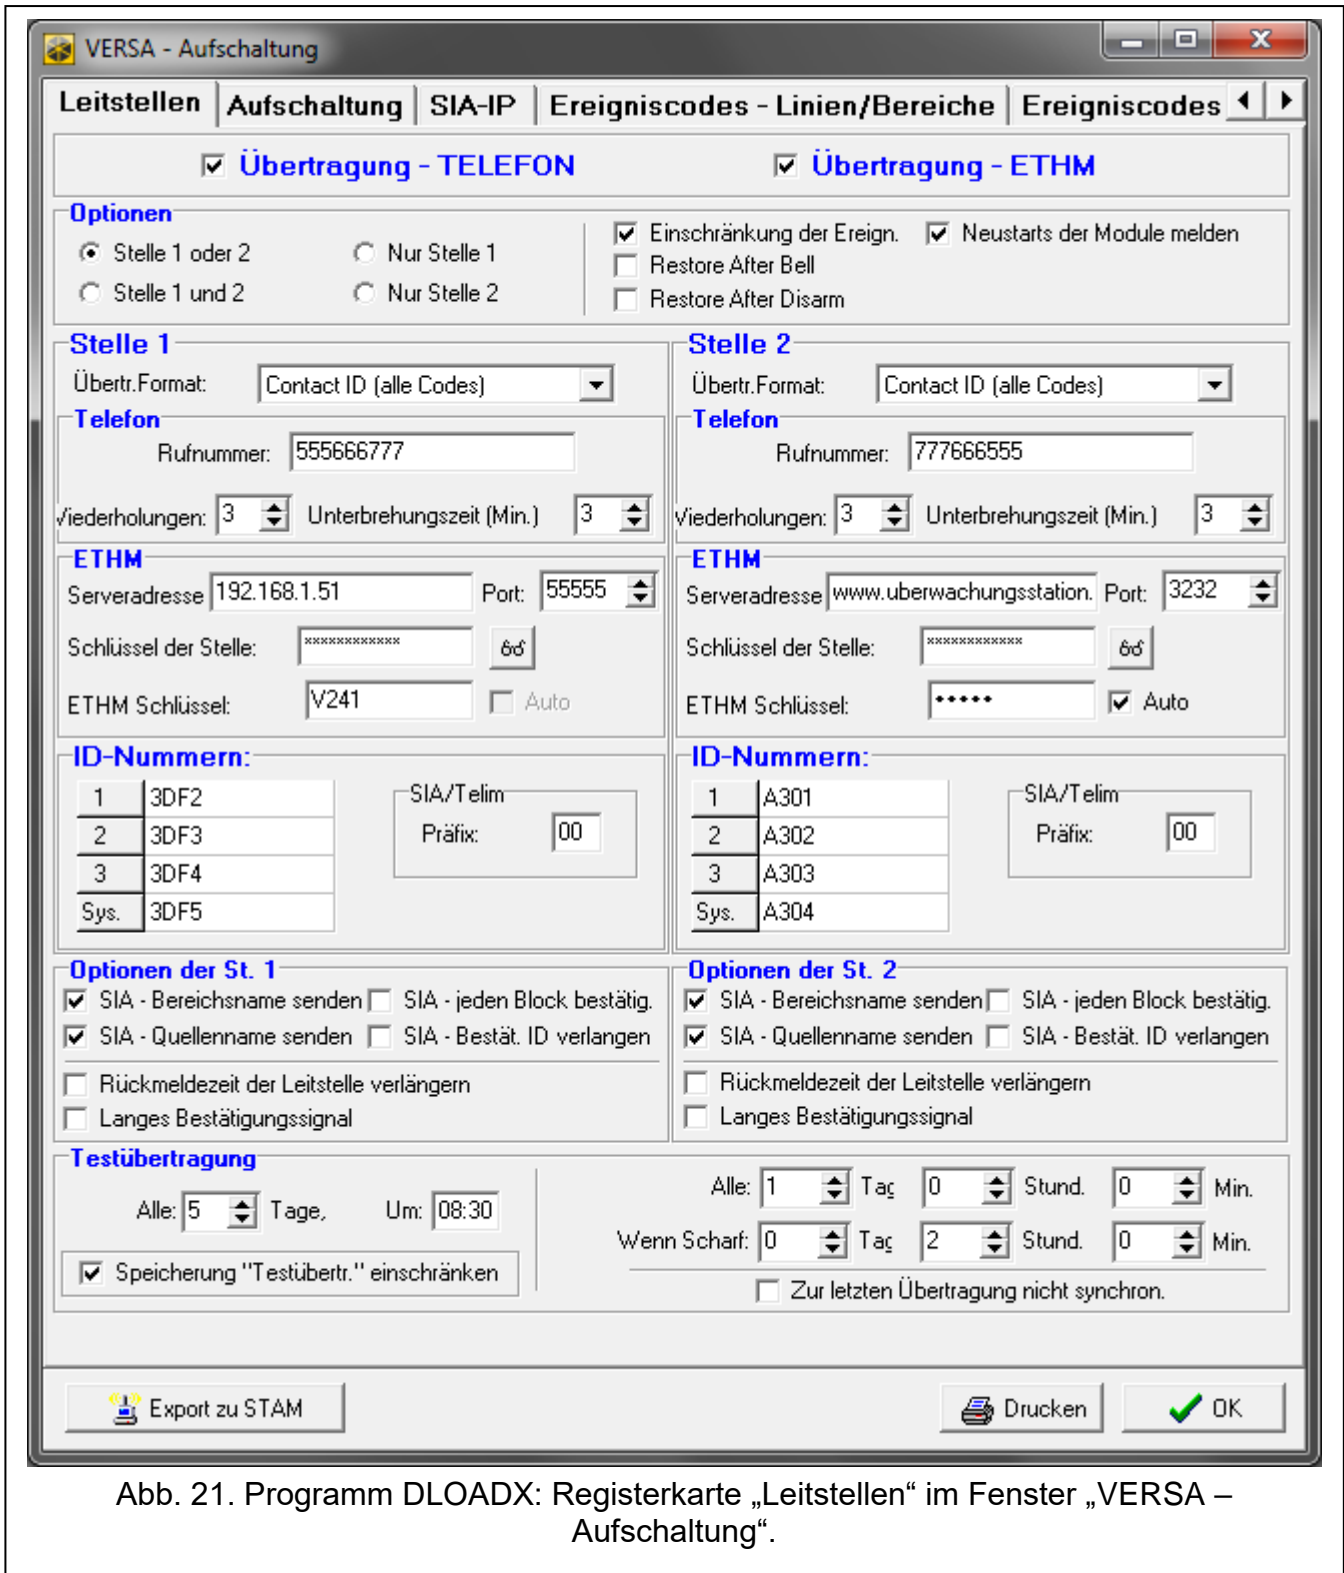 VERSA - Aufschaltung
Leitstellen Aufschaltung SIA-IP Ereigniscodes - Linien/Bereiche Ereigniscodes
Übertragung - TELEFON Übertragung - ETHM
Optionen
Stelle 1 oder 2 Nur Stelle 1 Einschränkung der Ereign. Neustarts der Module melden
Restore After Bell
Stelle 1 und 2 Nur Stelle 2 Restore After Disarm
Stelle 1 Stelle 2
Übertr.Format: Contact ID (alle Codes) Übertr.Format: Contact ID (alle Codes)
Telefon Telefon
Rufnummer: 555666777 Rufnummer: 777666555
Viederholungen: 3 Unterbrehungszeit (Min.) 3 Viederholungen: 3 Unterbrehungszeit (Min.) 3
ETHM ETHM
Serveradresse 192.168.1.51 Port: 55555 Serveradresse www.uberwachungsstation. Port: 3232
Schlüssel der Stelle: ************ Schlüssel der Stelle: ************
ETHM Schlüssel: V241 Auto ETHM Schlüssel: ••••• Auto
ID-Nummern: ID-Nummern:
1 3DF2 SIA/Telim 1 A301 SIA/Telim
2 3DF3 Präfix: 00 2 A302 Präfix: 00
3 3DF4 3 A303
Sys. 3DF5 Sys. A304
Optionen der St. 1 Optionen der St. 2
SIA - Bereichsname senden SIA - jeden Block bestätig. SIA - Bereichsname senden SIA - jeden Block bestätig.
SIA - Quellenname senden SIA - Bestät. ID verlangen SIA - Quellenname senden SIA - Bestät. ID verlangen
Rückmeldezeit der Leitstelle verlängern Rückmeldezeit der Leitstelle verlängern
Langes Bestätigungssignal Langes Bestätigungssignal
Testübertragung
Alle: 5 Tage, Um: 08:30 Alle: 1 Tag 0 Stund. 0 Min.
Wenn Scharf: 0 Tag 2 Stund. 0 Min.
Speicherung "Testübertr." einschränken Zur letzten Übertragung nicht synchron.
Export zu STAM Drucken OK
Abb. 21. Programm DLOADX: Registerkarte „Leitstellen“ im Fenster „VERSA –
Aufschaltung“.